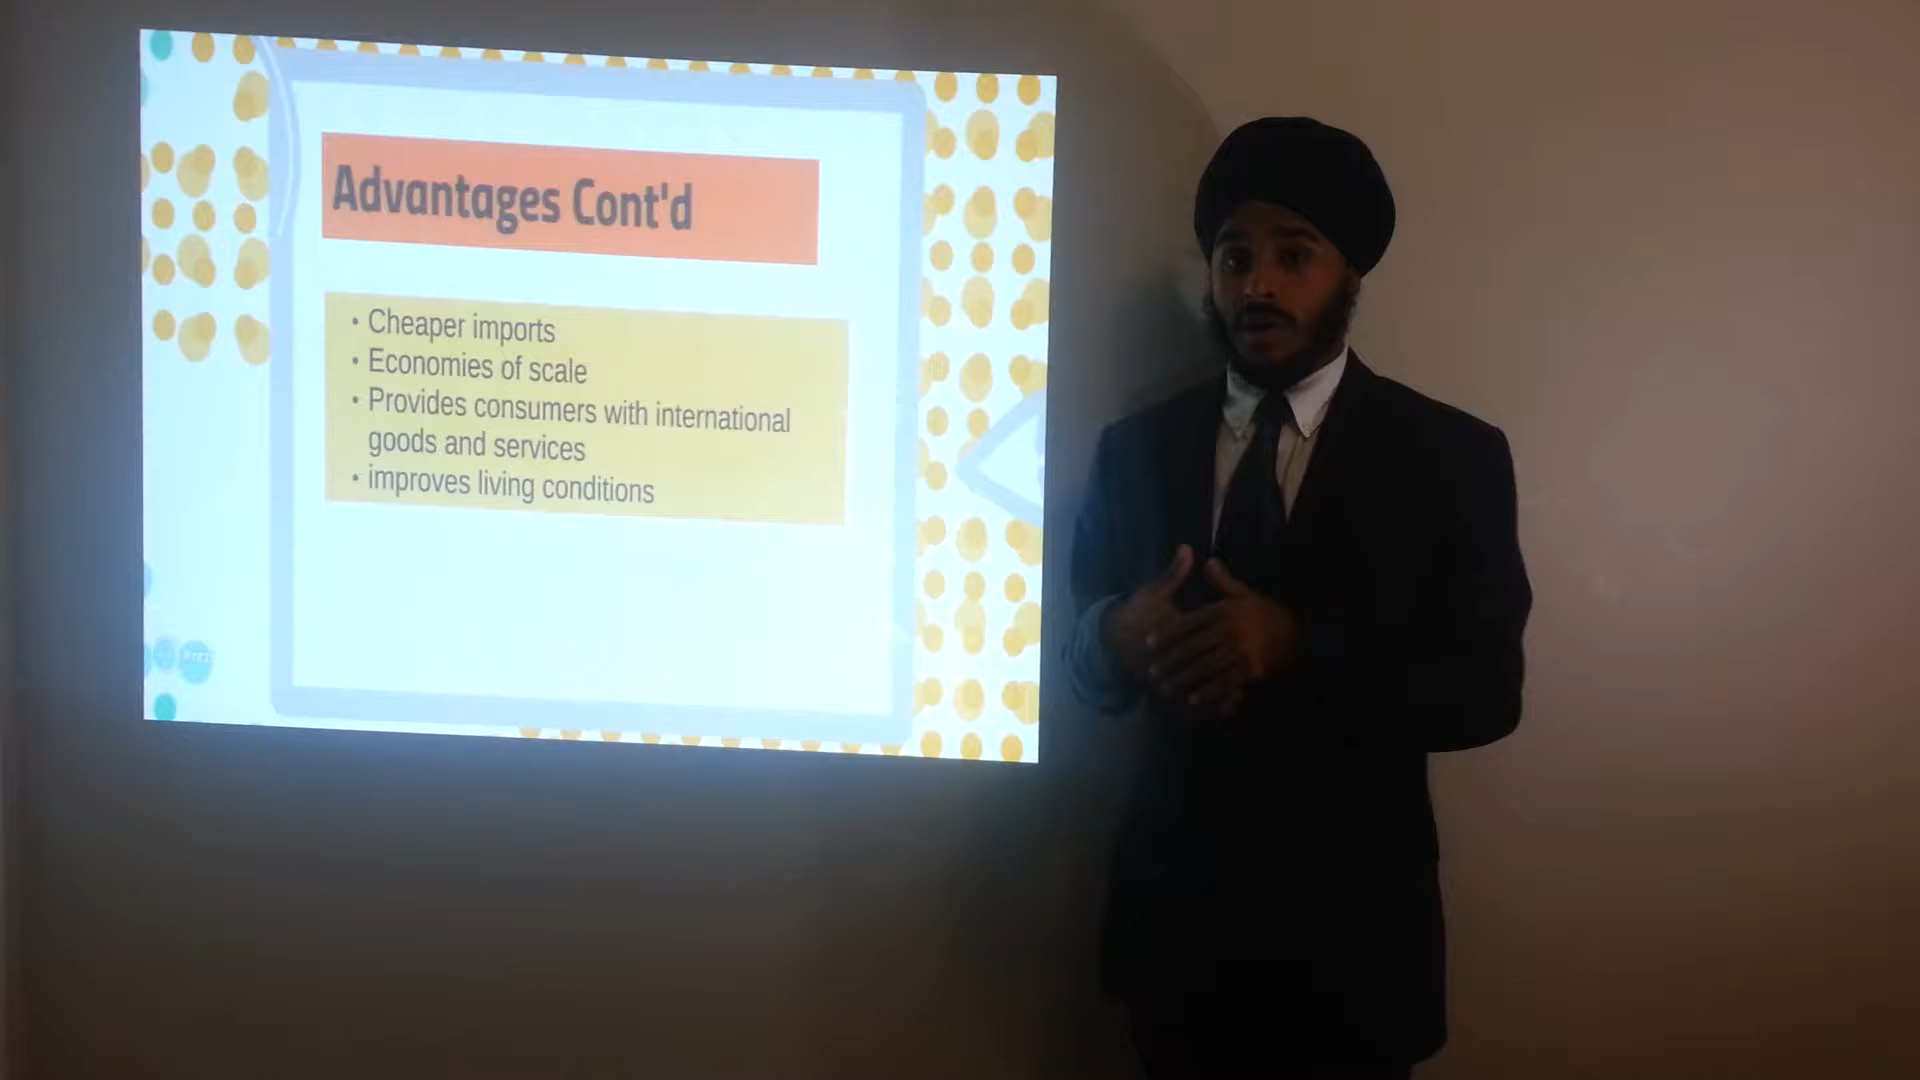 Advantages Cont'd
• Cheaper imports
• Economies of scale
• Provides consumers with international
goods and services
• improves living conditions